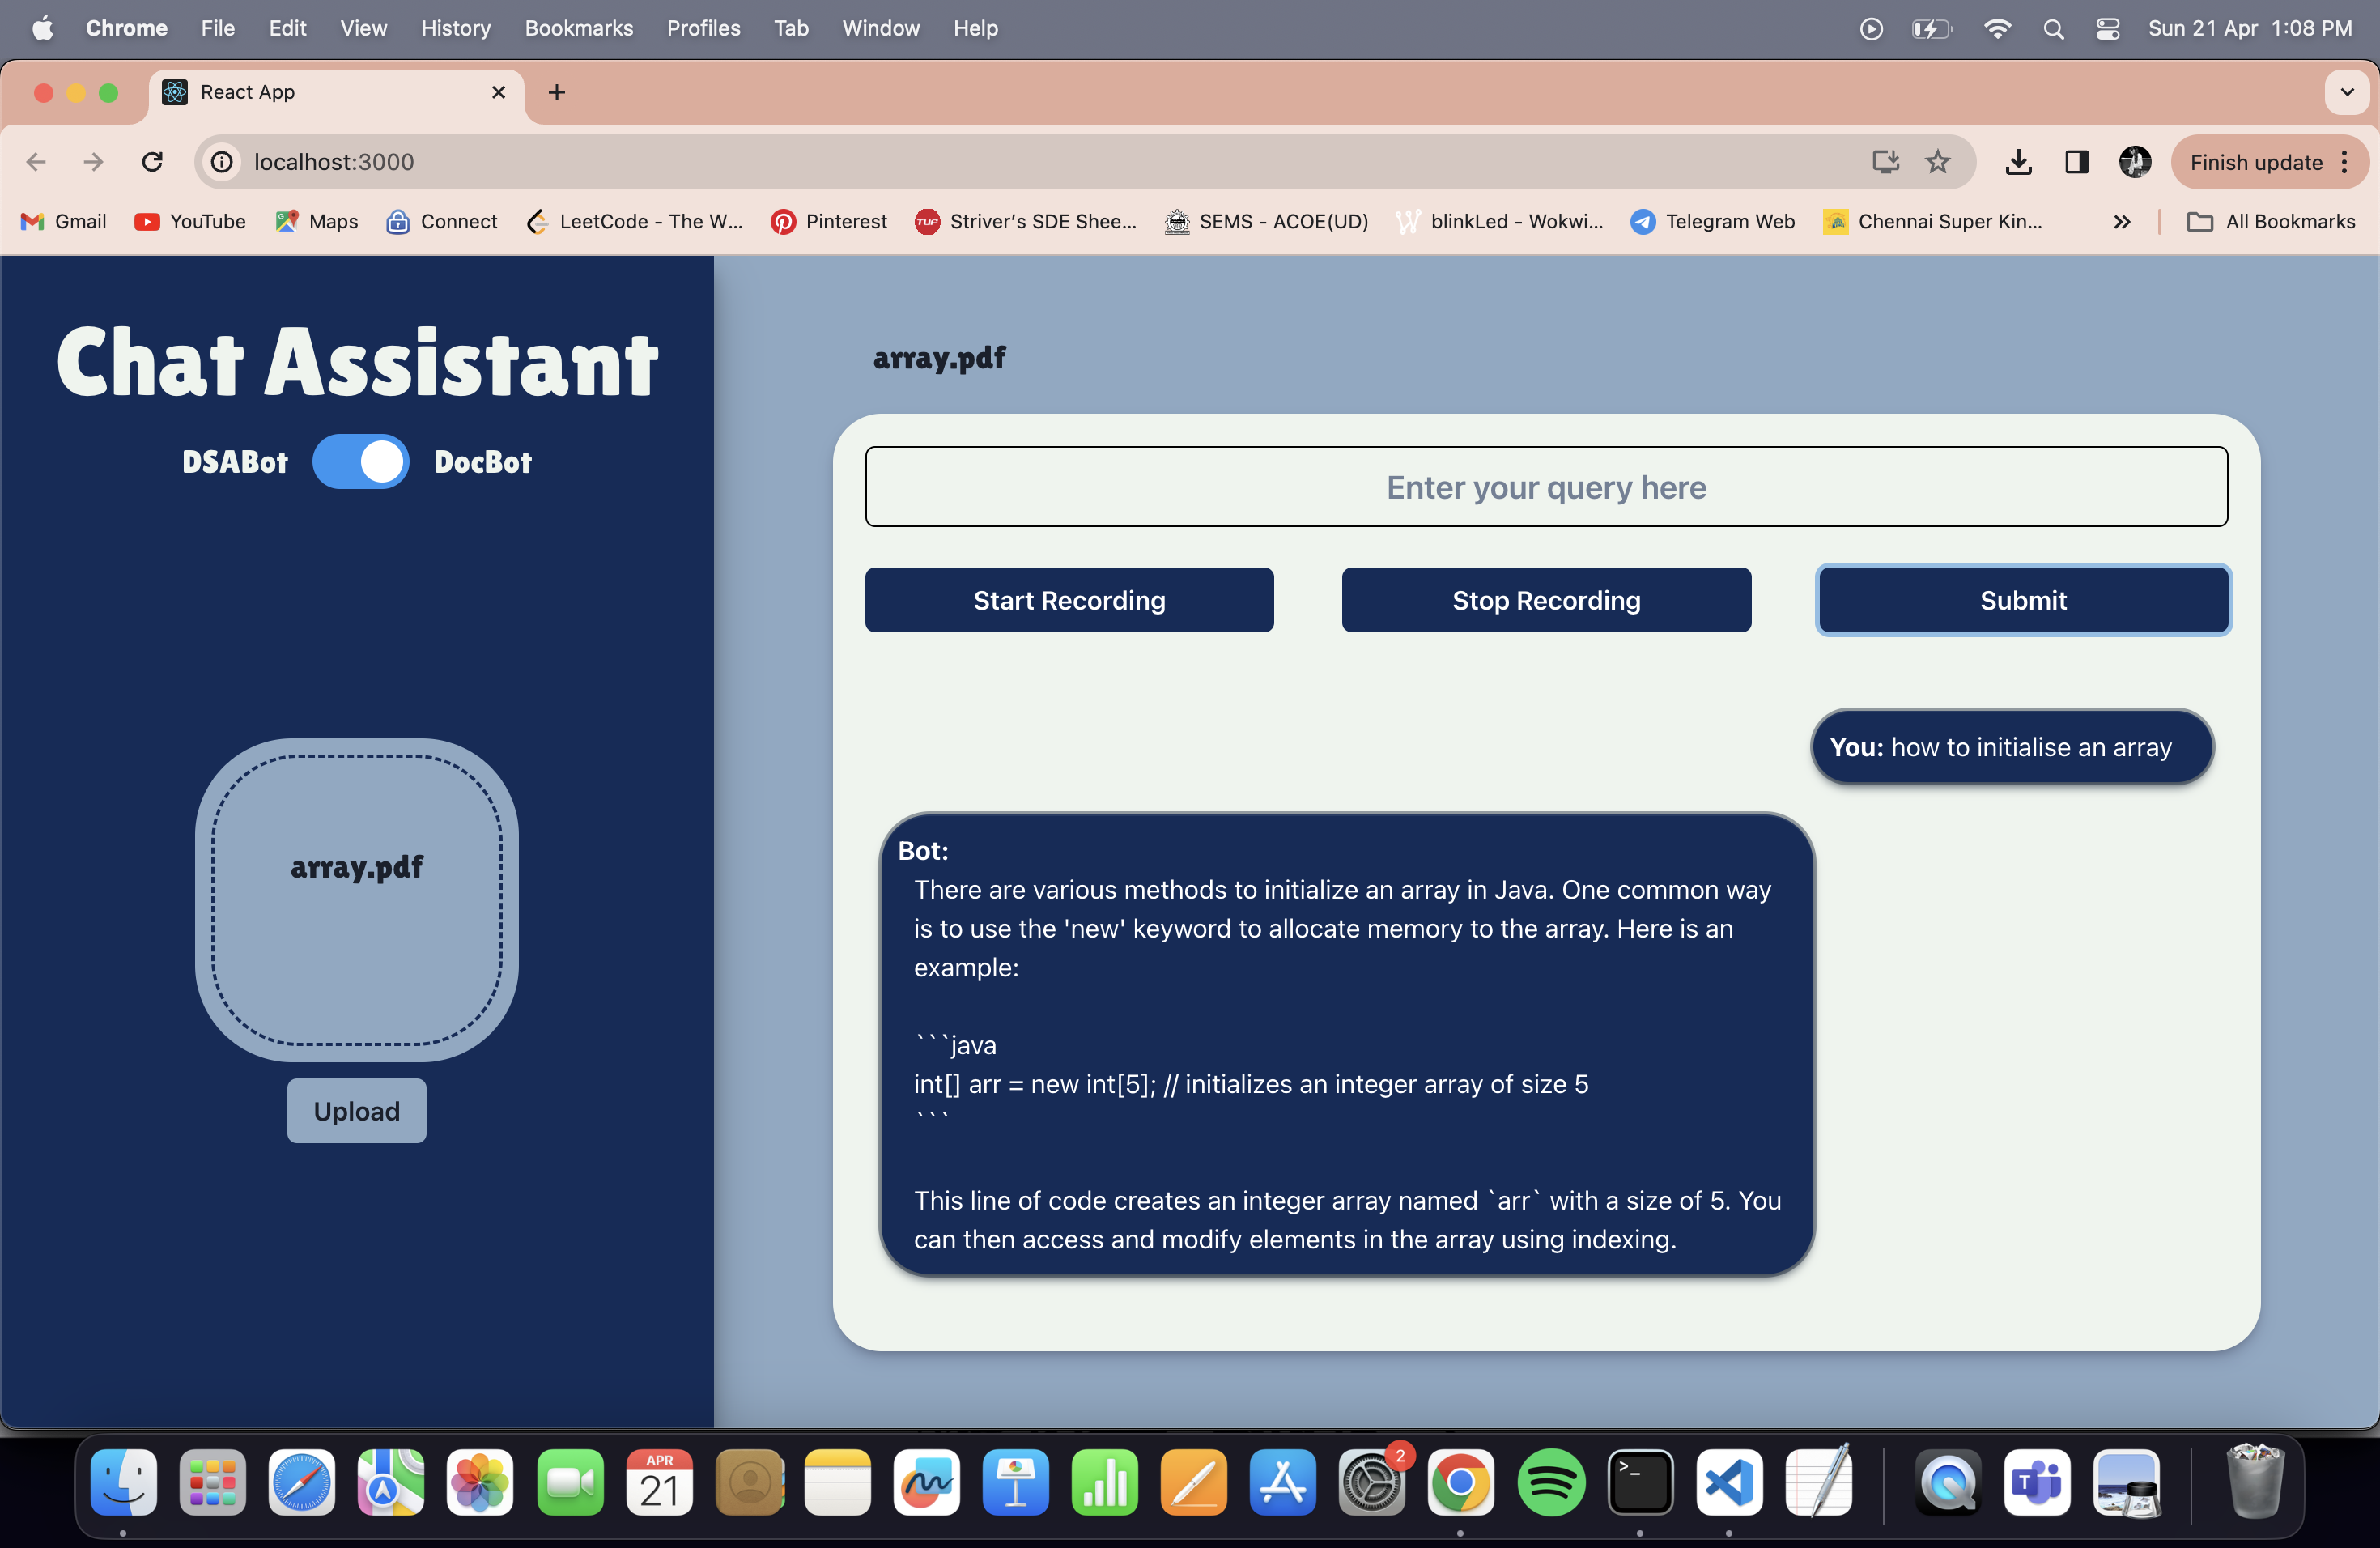 Chrome File Edit View History Bookmarks Profiles Tab Window Help Sun 21 Apr 1:08 PM
React App
localhost:3000 Finish update
Gmail YouTube Maps Connect LeetCode - The W... Pinterest TUF Striver's SDE Shee... SEMS - ACOE(UD) blinkLed - Wokwi... Telegram Web Chennai Super Kin... All Bookmarks
Chat Assistant
DSABot DocBot
array.pdf
Upload
array.pdf
Enter your query here
Start Recording Stop Recording Submit
You: how to initialise an array
Bot:
There are various methods to initialize an array in Java. One common way
is to use the 'new' keyword to allocate memory to the array. Here is an
example:
```java
int[] arr = new int[5]; // initializes an integer array of size 5
```
This line of code creates an integer array named `arr` with a size of 5. You
can then access and modify elements in the array using indexing.
APR
21
2
>_
T